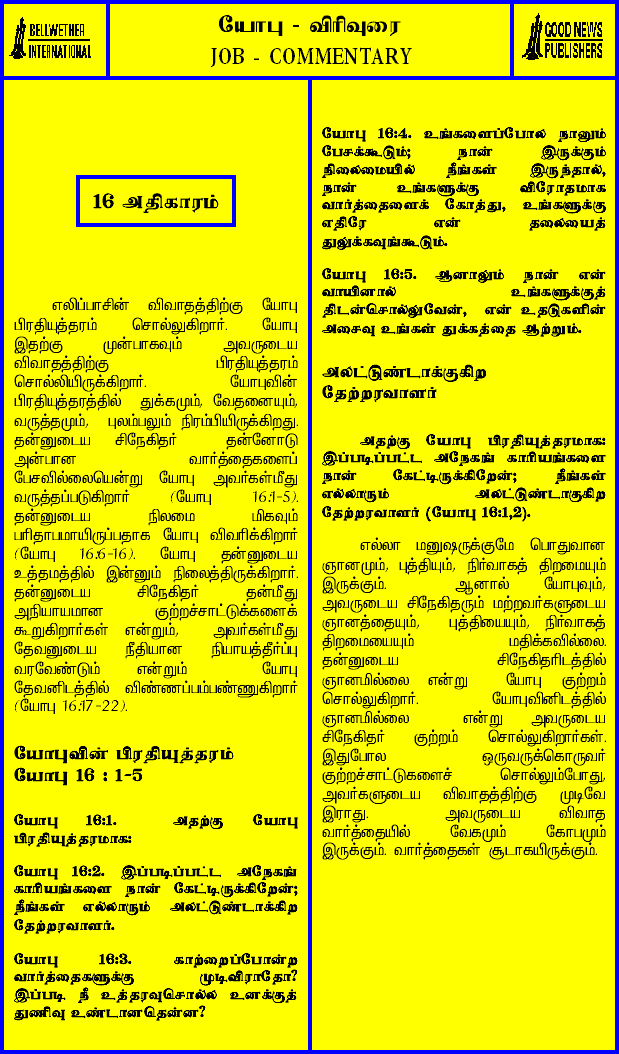 BELLWETHER
INTERNATIONAL
யோபு - விரிவுரை
JOB - COMMENTARY
GOOD NEWS
PUBLISHERS
16 அதிகாரம்
எலிப்பாசின் விவாதத்திற்கு யோபு
பிரதியுத்தரம் சொல்லுகிறார். யோபு
இதற்கு முன்பாகவும் அவருடைய
விவாதத்திற்கு பிரதியுத்தரம்
சொல்லியிருக்கிறார். யோபுவின்
பிரதியுத்தரத்தில் துக்கமும், வேதனையும்,
வருத்தமும், புலம்பலும் நிரம்பியிருக்கிறது.
தன்னுடைய சிநேகிதர் தன்னோடு
அன்பான வார்த்தைகளைப்
பேசவில்லையென்று யோபு அவர்கள்மீது
வருத்தப்படுகிறார் (யோபு 16:1-5).
தன்னுடைய நிலமை மிகவும்
பரிதாபமாயிருப்பதாக யோபு விவரிக்கிறார்
(யோபு 16:6-16). யோபு தன்னுடைய
உத்தமத்தில் இன்னும் நிலைத்திருக்கிறார்.
தன்னுடைய சிநேகிதர் தன்மீது
அநியாயமான குற்றச்சாட்டுக்களைக்
கூறுகிறார்கள் என்றும், அவர்கள்மீது
தேவனுடைய நீதியான நியாயத்தீர்ப்பு
வரவேண்டும் என்றும் யோபு
தேவனிடத்தில் விண்ணப்பம்பண்ணுகிறார்
(யோபு 16:17-22).
யோபுவின் பிரதியுத்தரம்
யோபு 16 : 1-5
யோபு 16:1. அதற்கு யோபு
பிரதியுத்தரமாக:
யோபு 16:2. இப்படிப்பட்ட அநேகங்
காரியங்களை நான் கேட்டிருக்கிறேன்;
நீங்கள் எல்லாரும் அலட்டுண்டாக்கிற
தேற்றரவாளர்.
யோபு 16:3. காற்றைப்போன்ற
வார்த்தைகளுக்கு முடிவிராதோ?
இப்படி நீ உத்தரவுசொல்ல உனக்குத்
துணிவு உண்டானதென்ன?
யோபு 16:4. உங்களைப்போல நானும்
பேசக்கூடும்; நான் இருக்கும்
நிலைமையில் நீங்கள் இருந்தால்,
நான் உங்களுக்கு விரோதமாக
வார்த்தைளைக் கோத்து, உங்களுக்கு
எதிரே என் தலையைத்
துலுக்கவுங்கூடும்.
யோபு 16:5. ஆனாலும் நான் என்
வாயினால் உங்களுக்குத்
திடன்சொல்லுவேன், என் உதடுகளின்
அசைவு உங்கள் துக்கத்தை ஆற்றும்.
அலட்டுண்டாக்குகிற
தேற்றரவாளர்
அதற்கு யோபு பிரதியுத்தரமாக:
இப்படிப்பட்ட அநேகங் காரியங்களை
நான் கேட்டிருக்கிறேன்; நீங்கள்
எல்லாரும் அலட்டுண்டாகுகிற
தேற்றரவாளர் (யோபு 16:1,2).
எல்லா மனுஷருக்குமே பொதுவான
ஞானமும், புத்தியும், நிர்வாகத் திறமையும்
இருக்கும். ஆனால் யோபுவும்,
அவருடைய சிநேகிதரும் மற்றவர்களுடைய
ஞானத்தையும், புத்தியையும், நிர்வாகத்
திறமையையும் மதிக்கவில்லை.
தன்னுடைய சிநேகிதரிடத்தில்
ஞானமில்லை என்று யோபு குற்றம்
சொல்லுகிறார். யோபுவினிடத்தில்
ஞானமில்லை என்று அவருடைய
சிநேகிதர் குற்றம் சொல்லுகிறார்கள்.
இதுபோல ஒருவருக்கொருவர்
குற்றச்சாட்டுகளைச் சொல்லும்போது,
அவர்களுடைய விவாதத்திற்கு முடிவே
இராது. அவருடைய விவாத
வார்த்தையில் வேகமும் கோபமும்
இருக்கும். வார்த்தைகள் சூடாகயிருக்கும்.